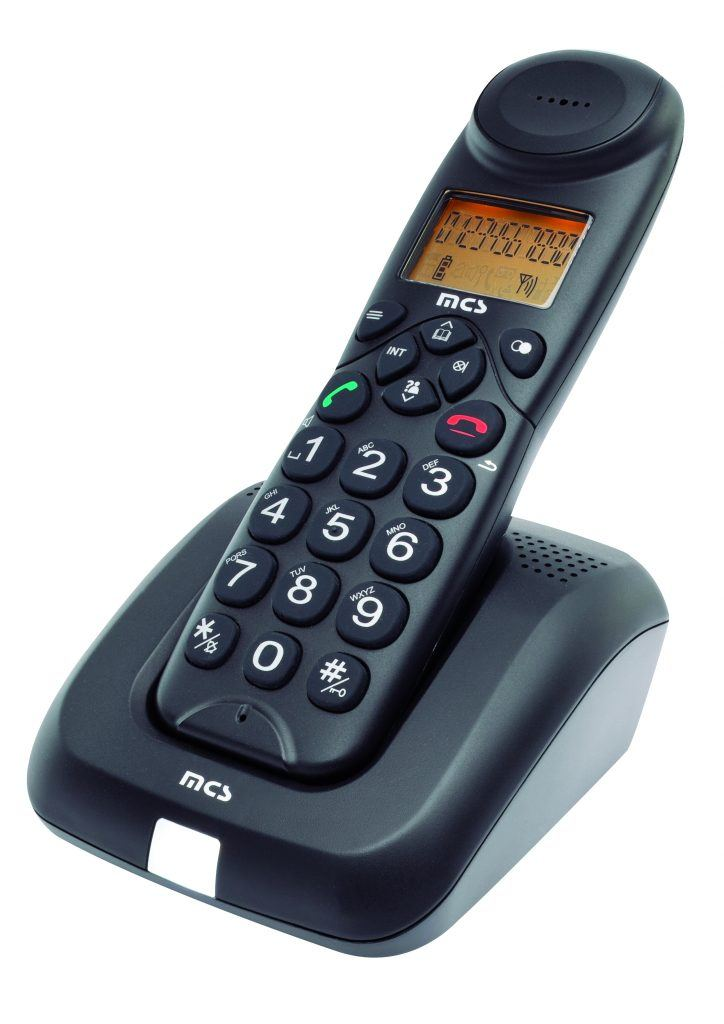 0123456789
mcs
INT
1
ABC
2
DEF
3
GHI
4
JKL
5
MNO
6
PQRS
7
TUV
8
WXYZ
9
*
0
#
mcs